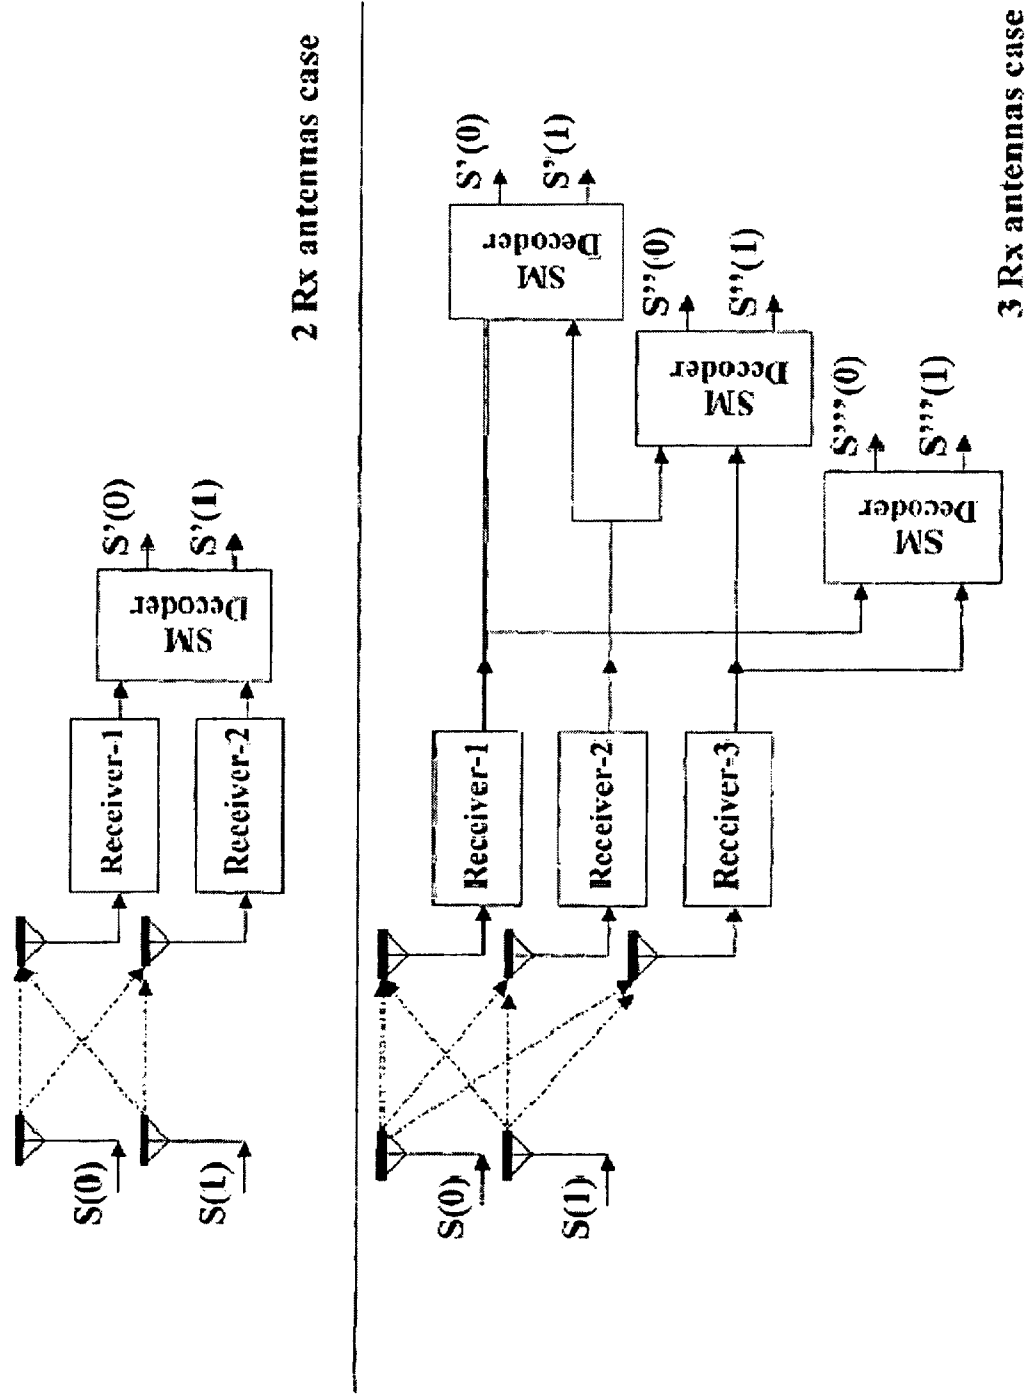 S(0)
S(1)
Receiver-1
Receiver-2
SM
Decoder
S'(0)
S'(1)
2 Rx antennas case
S(0)
S(1)
Receiver-1
Receiver-2
Receiver-3
SM
Decoder
S'(0)
S'(1)
SM
Decoder
S''(0)
S''(1)
SM
Decoder
S'''(0)
S'''(1)
3 Rx antennas case